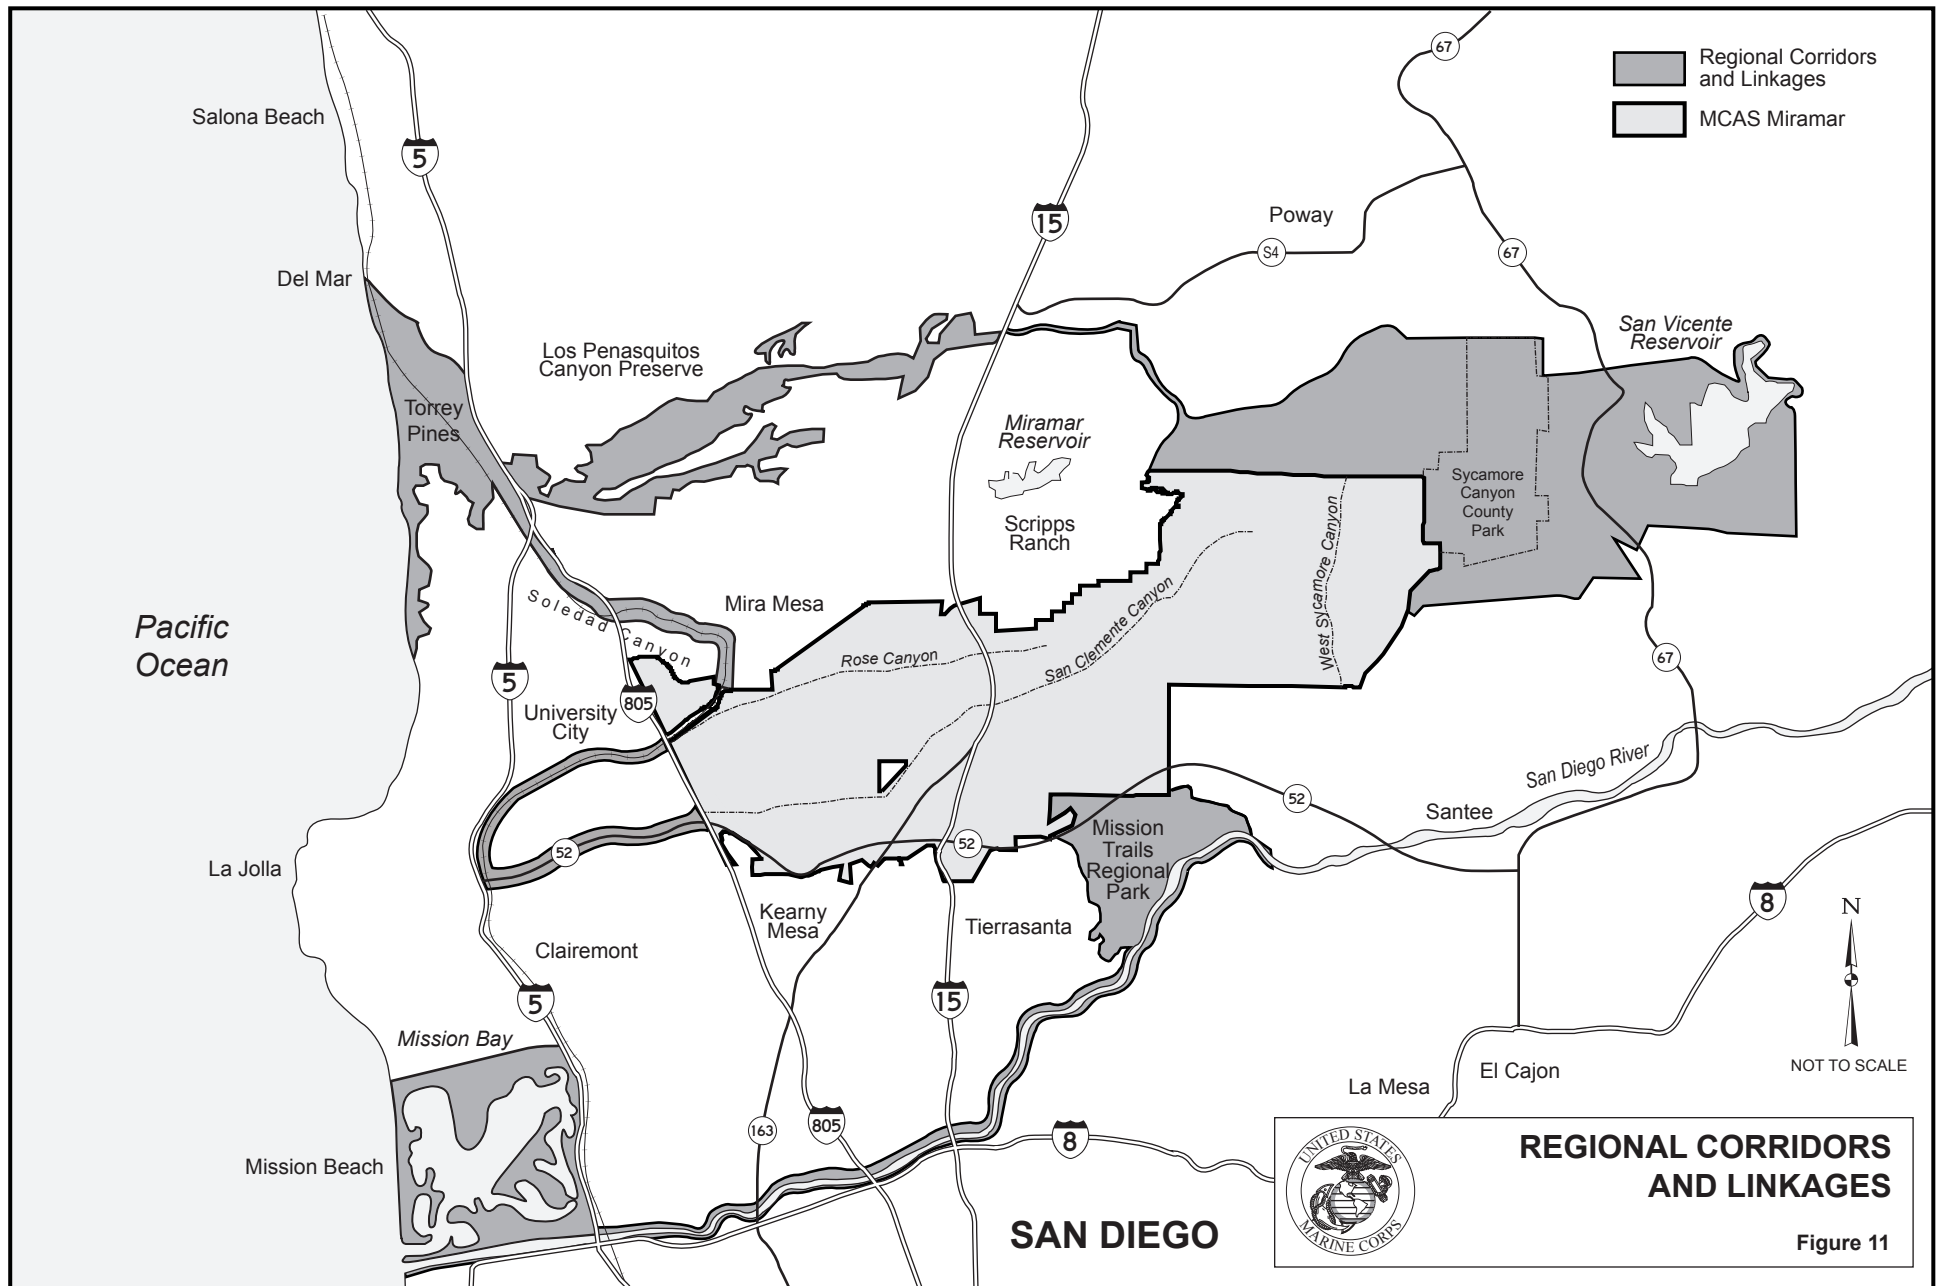 67
Regional Corridors
and Linkages
MCAS Miramar
Salona Beach
5
15
Poway
S4
67
Del Mar
San Vicente
Reservoir
Los Penasquitos
Canyon Preserve
Torrey
Pines
Miramar
Reservoir
Sycamore
Canyon
County
Park
Scripps
Ranch
West Sycamore Canyon
Soledad Canyon
Mira Mesa
San Clemente Canyon
Rose Canyon
Pacific
Ocean
5
67
805
University
City
San Diego River
52
Santee
Mission
Trails
Regional
Park
52
52
La Jolla
8
N
Kearny
Mesa
Tierrasanta
Clairemont
5
15
Mission Bay
NOT TO SCALE
El Cajon
La Mesa
163
805
8
Mission Beach
SAN DIEGO
UNITED STATES
MARINE CORPS
REGIONAL CORRIDORS
AND LINKAGES
Figure 11